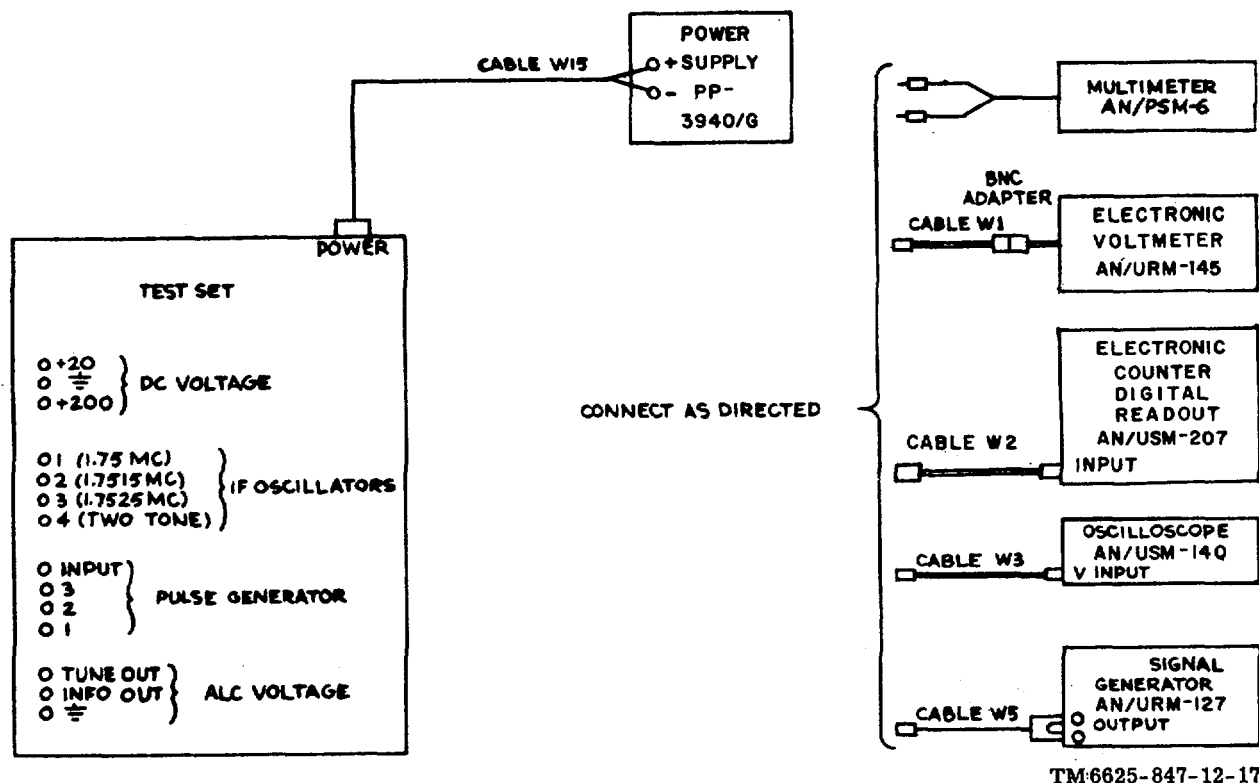 POWER
+ SUPPLY
- PP-
3940/G
CABLE W15
POWER
TEST SET
+20
+200
DC VOLTAGE
1 (1.75 MC)
2 (1.7515 MC)
3 (1.7525 MC)
4 (TWO TONE)
IF OSCILLATORS
INPUT
3
2
1
PULSE GENERATOR
TUNE OUT
INFO OUT
ALC VOLTAGE
CONNECT AS DIRECTED
MULTIMETER
AN/PSM-6
BNC
ADAPTER
CABLE W1
ELECTRONIC
VOLTMETER
AN/URM-145
CABLE W2
ELECTRONIC
COUNTER
DIGITAL
READOUT
AN/USM-207
INPUT
CABLE W3
OSCILLOSCOPE
AN/USM-140
V INPUT
CABLE W5
SIGNAL
GENERATOR
AN/URM-127
OUTPUT
TM:6625-847-12-17